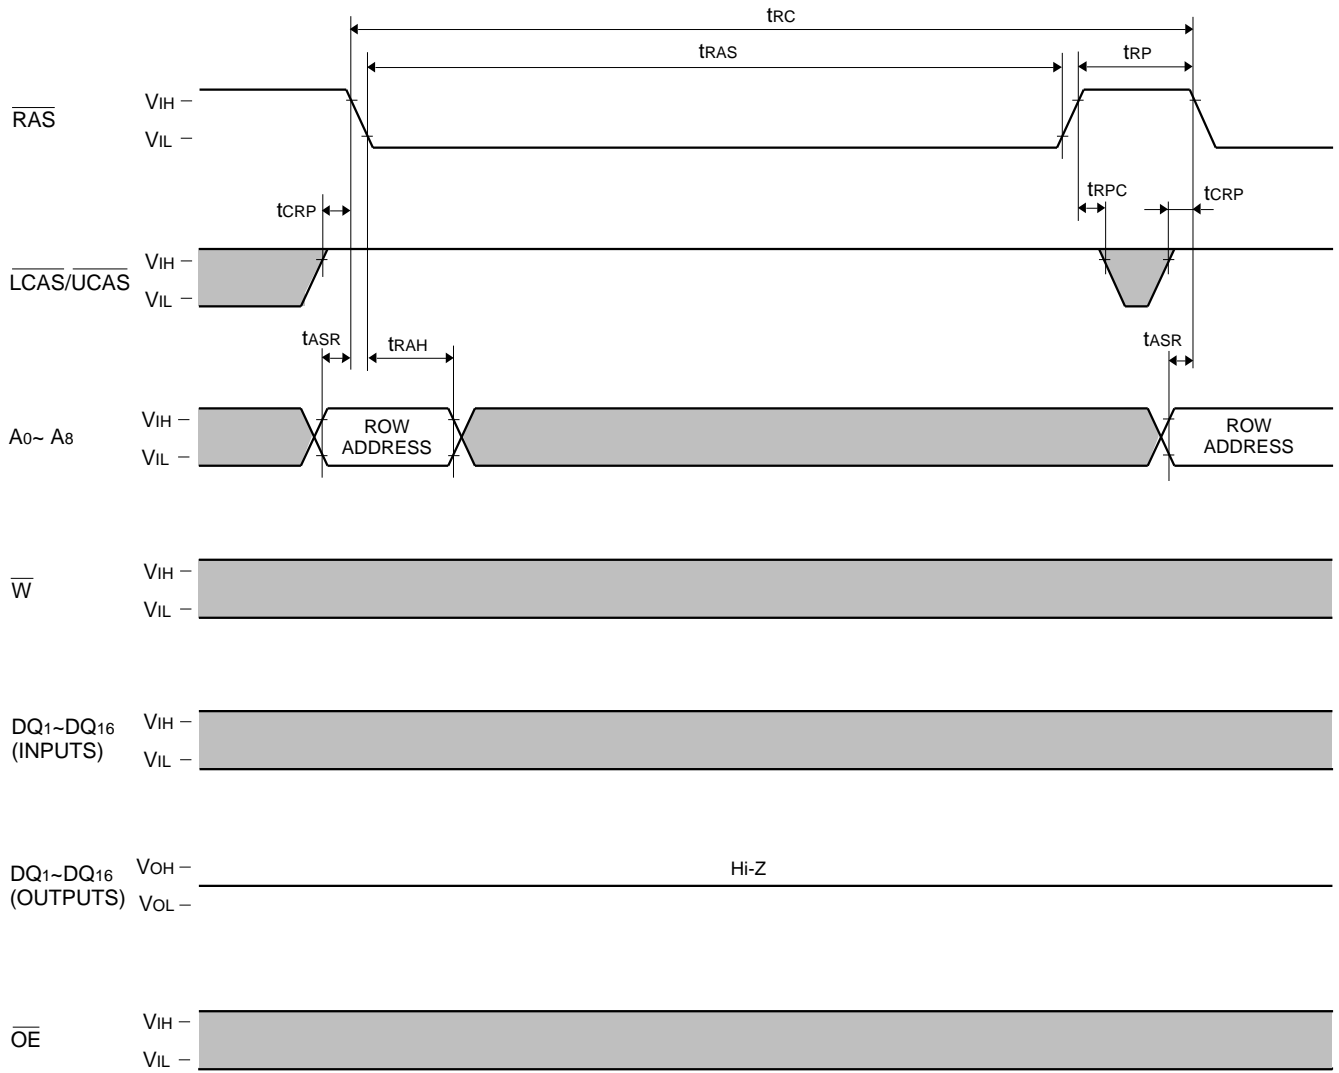 tRC
tRAS
tRP
RAS
VIH
VIL
tCRP
tRPC
tCRP
LCAS/UCAS
VIH
VIL
tASR
tRAH
tASR
A0~ A8
VIH
VIL
ROW
ADDRESS
ROW
ADDRESS
W
VIH
VIL
DQ1~DQ16
(INPUTS)
VIH
VIL
DQ1~DQ16
(OUTPUTS)
VOH
VOL
Hi-Z
OE
VIH
VIL